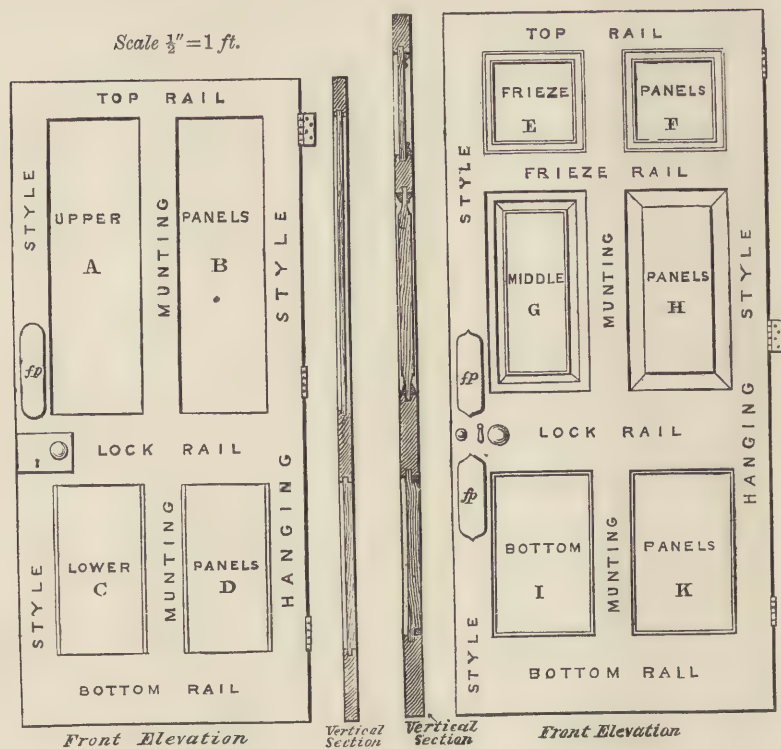 Scale ½"=1 ft.
TOP RAIL
STYLE
UPPER
A
MUNTING
PANELS
B
STYLE
fp
LOCK RAIL
STYLE
LOWER
C
MUNTING
PANELS
D
HANGING
BOTTOM RAIL
Front Elevation
Vertical
Section
Vertical
Section
TOP RAIL
FRIEZE
E
PANELS
F
STYLE
FRIEZE RAIL
MIDDLE
G
MUNTING
PANELS
H
STYLE
fp
LOCK RAIL
HANGING
fp
BOTTOM
I
MUNTING
PANELS
K
STYLE
BOTTOM RAIL
Front Elevation